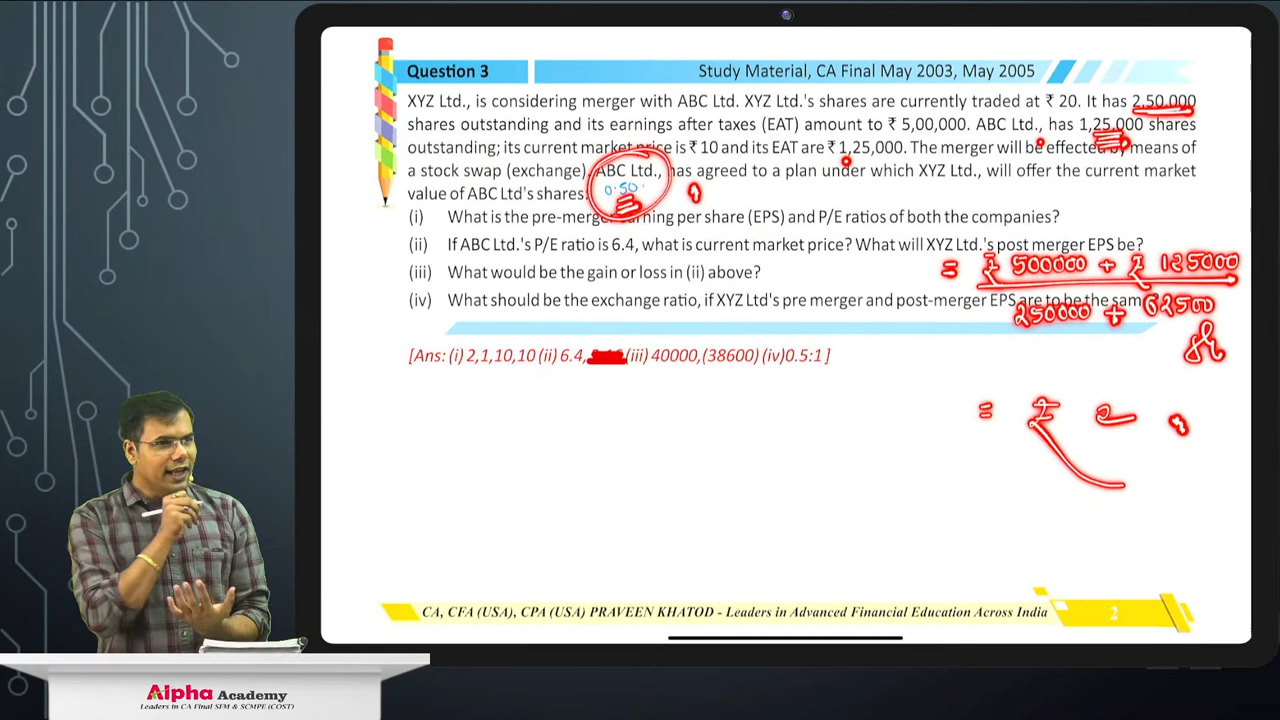 Question 3 Study Material, CA Final May 2003, May 2005
XYZ Ltd., is considering merger with ABC Ltd. XYZ Ltd.'s shares are currently traded at ₹ 20. It has 2,50,000
shares outstanding and its earnings after taxes (EAT) amount to ₹ 5,00,000. ABC Ltd., has 1,25,000 shares
outstanding; its current market price is ₹ 10 and its EAT are ₹ 1,25,000. The merger will be effected by means of
a stock swap (exchange). ABC Ltd., has agreed to a plan under which XYZ Ltd., will offer the current market
value of ABC Ltd's shares:
0.50
(i) What is the pre-merger earning per share (EPS) and P/E ratios of both the companies?
(ii) If ABC Ltd.'s P/E ratio is 6.4, what is current market price? What will XYZ Ltd.'s post merger EPS be?
= ₹ 500000 + ₹ 125000
(iii) What would be the gain or loss in (ii) above?
(iv) What should be the exchange ratio, if XYZ Ltd's pre merger and post-merger EPS are to be the sam
250000 + 62500
[Ans: (i) 2,1,10,10 (ii) 6.4, (iii) 40000, (38600) (iv)0.5:1 ]
= ₹ 2
CA, CFA (USA), CPA (USA) PRAVEEN KHATOD - Leaders in Advanced Financial Education Across India 2
Alpha Academy
Leaders in CA Final SFM & SCMPE (COST)